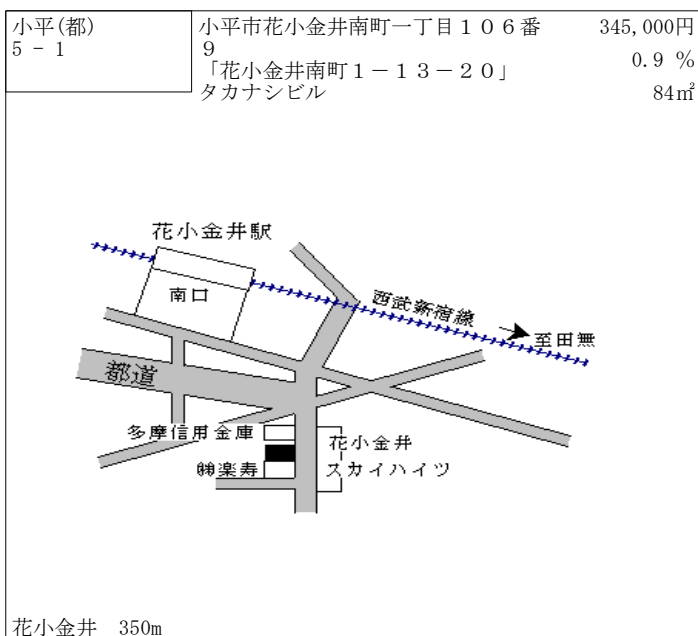 小平(都)
5 - 1
小平市花小金井南町一丁目１０６番
9
「花小金井南町１－１３－２０」
タカナシビル
345,000円
0.9 %
84㎡
花小金井駅
南口
西武新宿線
至田無
都道
多摩信用金庫
花小金井
㈱楽寿
スカイハイツ
花小金井 350m